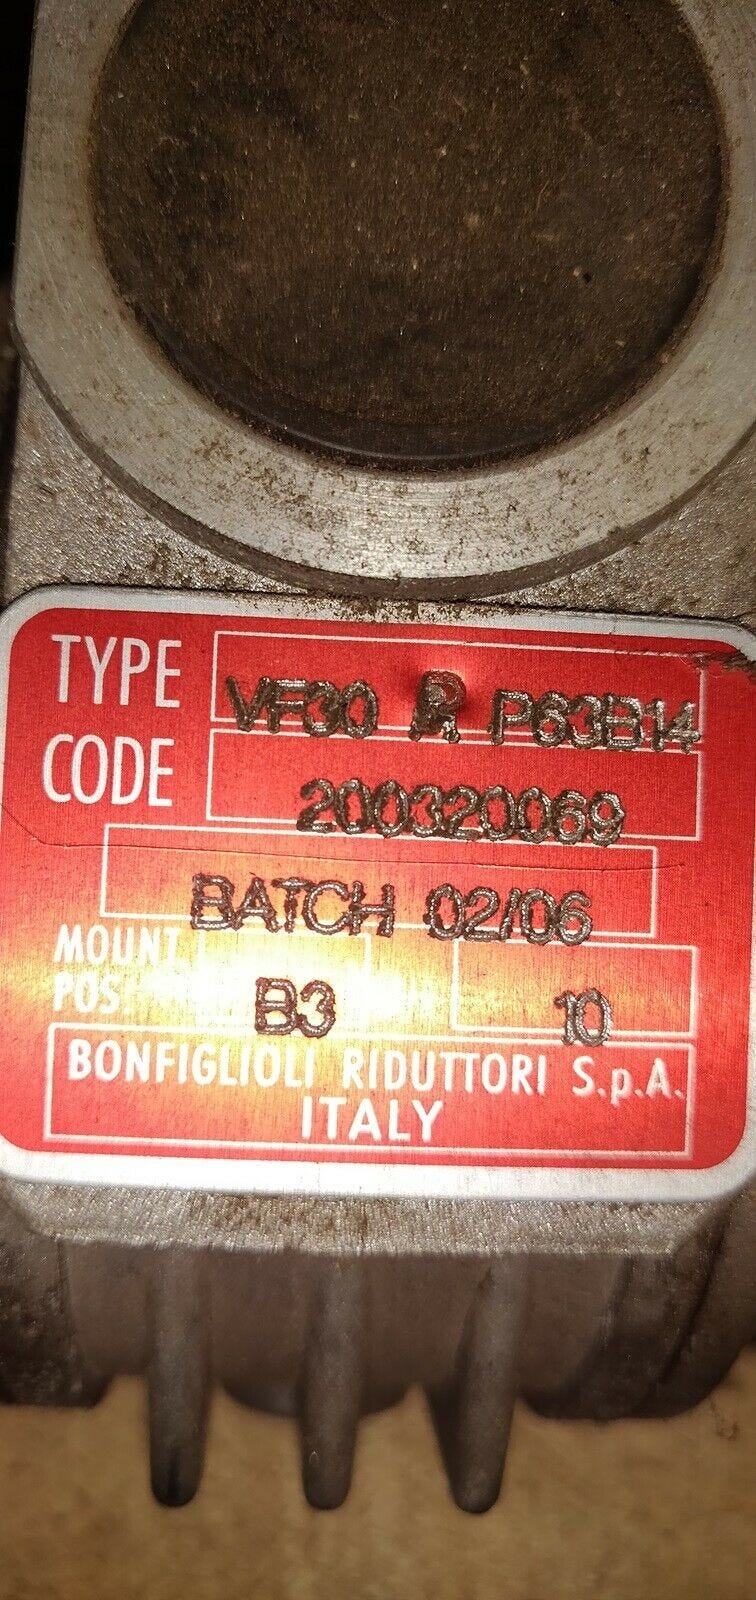 TYPE VF30 P P63B14
CODE 200320069
BATCH 02/06
MOUNT POS B3 10
BONFIGLIOLI RIDUTTORI S.p.A.
ITALY